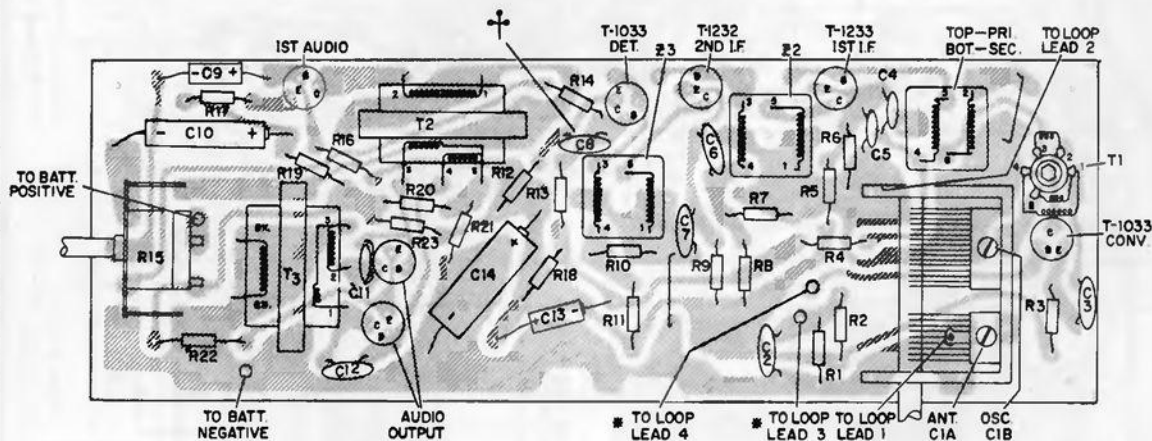 1ST AUDIO
T-1033
DET.
Z3
T-1232
2ND I.F.
Z2
T-1233
1ST I.F.
C4
TOP-PRI.
BOT-SEC.
TO LOOP
LEAD 2
- C9 +
R17
- C10 +
R19
R16
T2
R14
C8
R12
R13
C6
R6
C5
T1
TO BATT.
POSITIVE
R15
T3
R20
R23
R21
C11
C14
R18
R10
C7
R7
R5
R4
R9
R8
T-1033
CONV.
R22
C12
+ C13 -
R11
C2
R2
R1
R3
C3
TO BATT.
NEGATIVE
AUDIO
OUTPUT
* TO LOOP
LEAD 4
* TO LOOP
LEAD 3
TO LOOP
LEAD 1
ANT.
C1A
OSC.
C1B